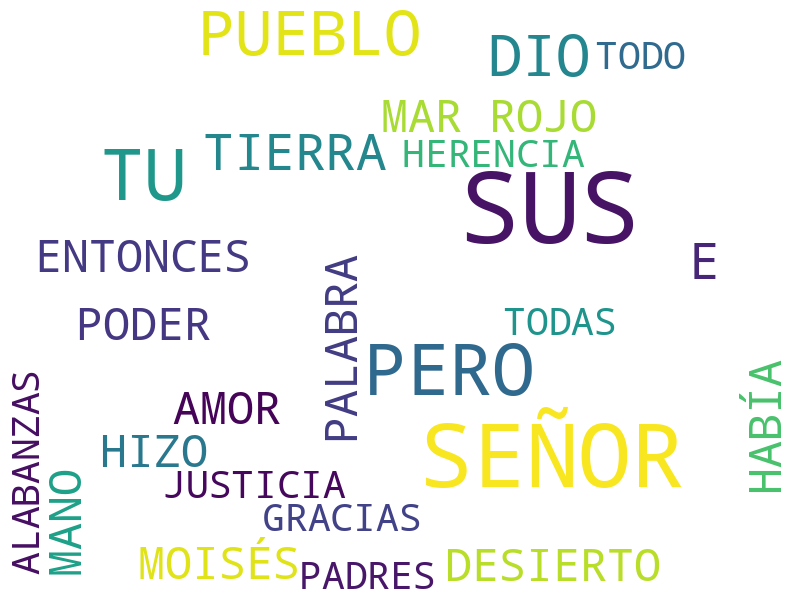 PUEBLO
DIO
TODO
MAR ROJO
TIERRA
HERENCIA
TU
SUS
ENTONCES
E
PODER
PALABRA
TODAS
PERO
HABÍA
ALABANZAS
AMOR
HIZO
SEÑOR
MANO
JUSTICIA
GRACIAS
MOISÉS
PADRES
DESIERTO